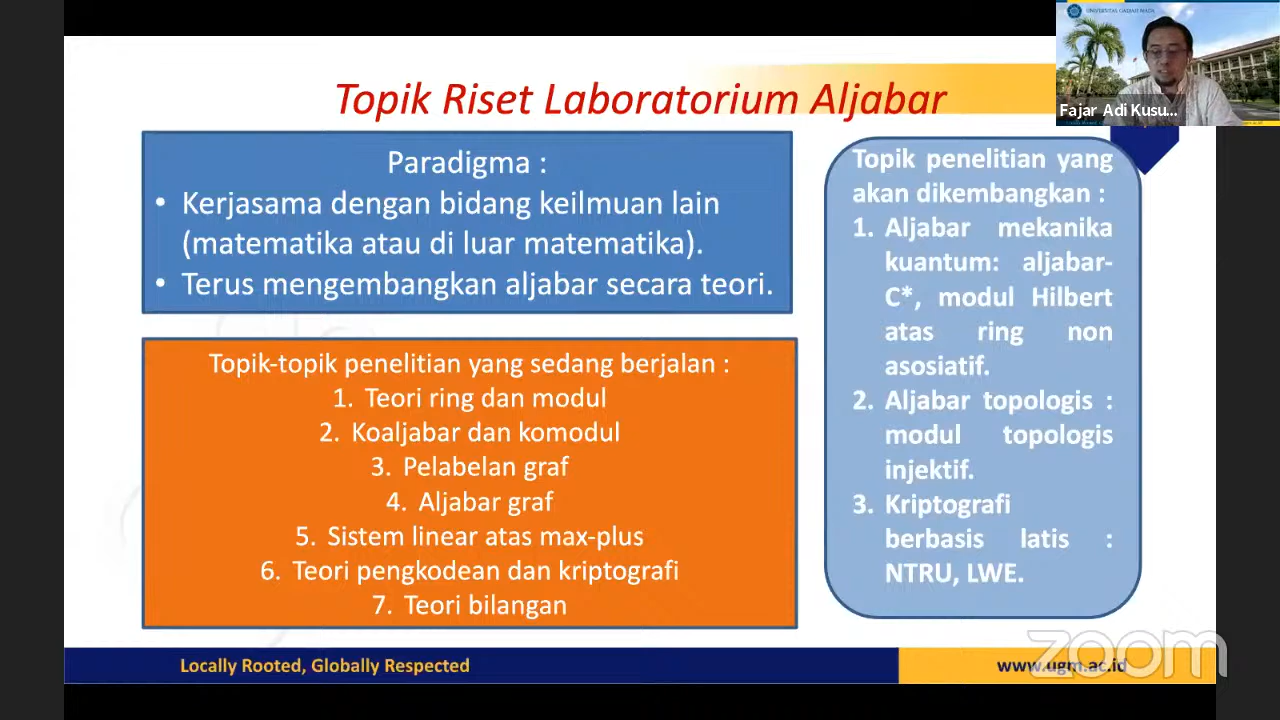 UNIVERSITAS GADJAH MADA
Fajar Adi Kusu...
Topik Riset Laboratorium Aljabar
Paradigma :
• Kerjasama dengan bidang keilmuan lain
(matematika atau di luar matematika).
• Terus mengembangkan aljabar secara teori.
Topik-topik penelitian yang sedang berjalan :
1. Teori ring dan modul
2. Koaljabar dan komodul
3. Pelabelan graf
4. Aljabar graf
5. Sistem linear atas max-plus
6. Teori pengkodean dan kriptografi
7. Teori bilangan
Topik penelitian yang
akan dikembangkan :
1. Aljabar mekanika
kuantum: aljabar-
C*, modul Hilbert
atas ring non
asosiatif.
2. Aljabar topologis :
modul topologis
injektif.
3. Kriptografi
berbasis latis :
NTRU, LWE.
Locally Rooted, Globally Respected
www.ugm.ac.id
zoom